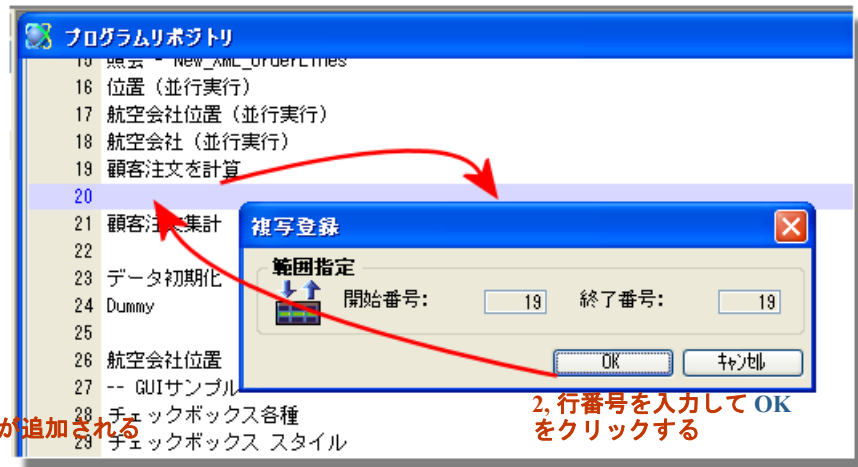 プログラムリポジトリ
15 照会 - New_XML_OrderLines
16 位置（並行実行）
17 航空会社位置（並行実行）
18 航空会社（並行実行）
19 顧客注文を計算
20
21 顧客注文集計
22
23 データ初期化
24 Dummy
25
26 航空会社位置
27 -- GUIサンプル
28 チェックボックス各種
29 チェックボックス スタイル
複写登録
範囲指定
開始番号: 19 終了番号: 19
OK キャンセル
2, 行番号を入力して OK
をクリックする
が追加される